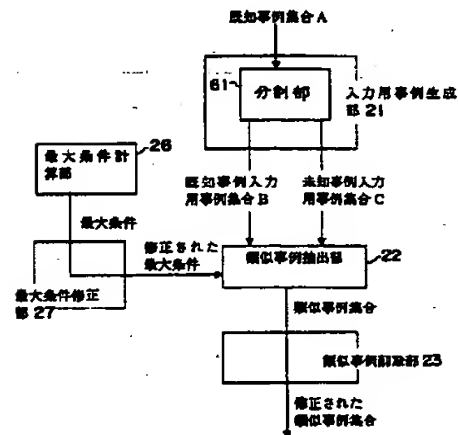 既知事例集合A
61
分割部
入力用事例生成
部21
26
最大条件計
算部
既知事例入力
用事例集合B
未知事例入力
用事例集合C
最大条件
修正された
最大条件
類似事例抽出部
22
最大条件修正
部27
類似事例集合
類似事例削除部23
修正された
類似事例集合